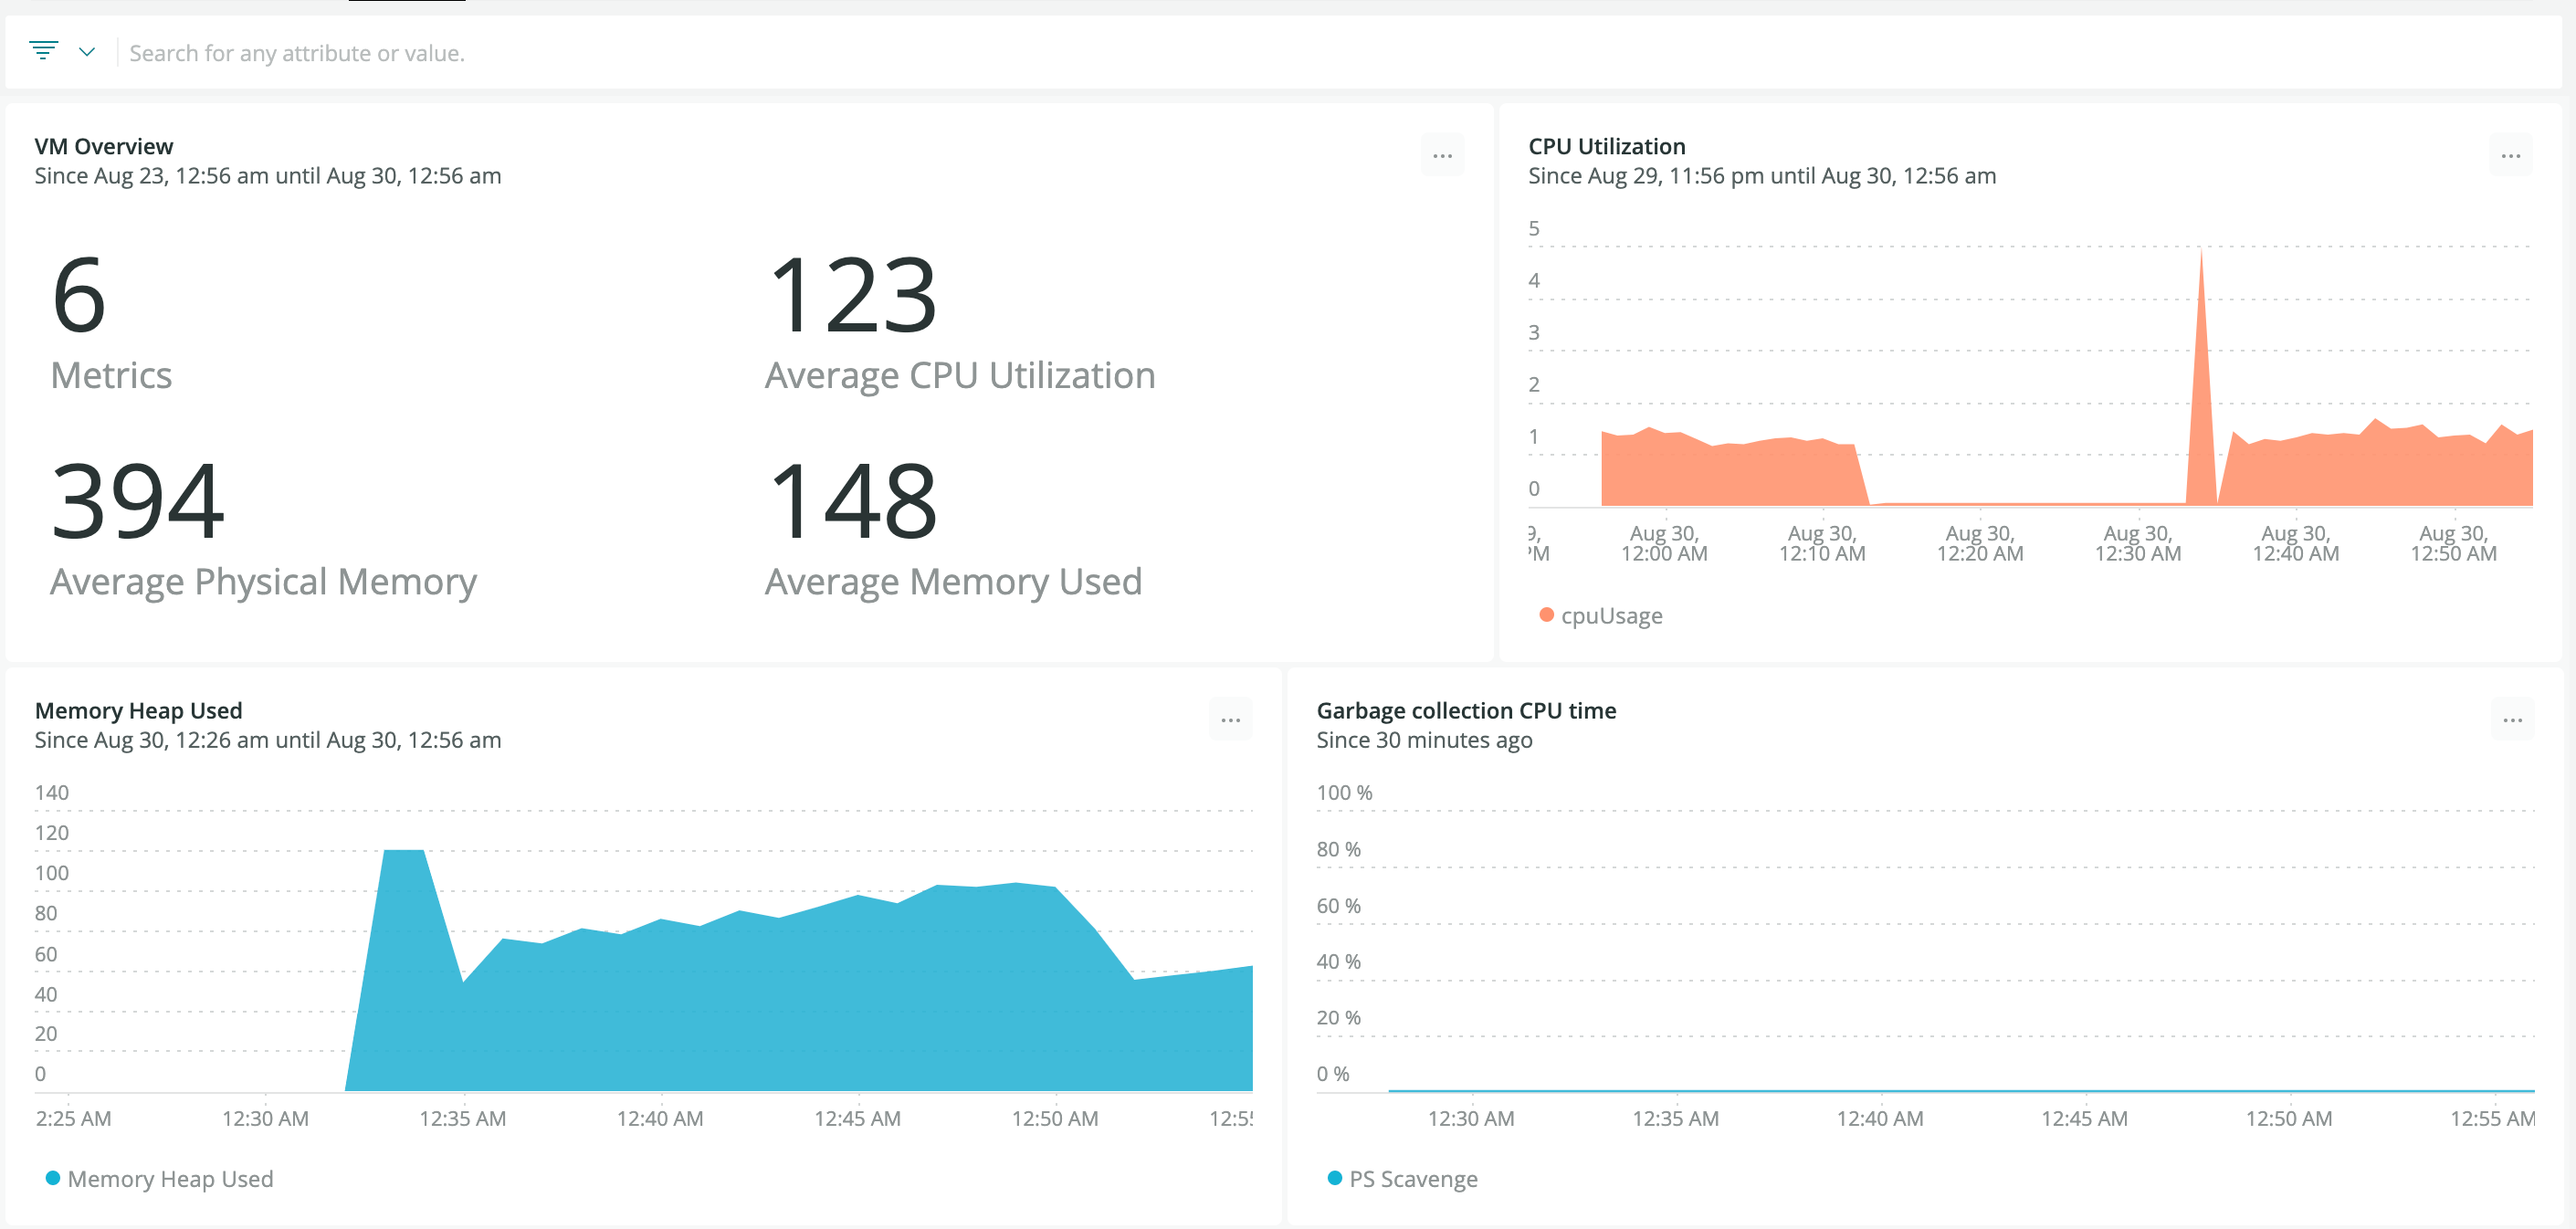 Search for any attribute or value.
VM Overview
Since Aug 23, 12:56 am until Aug 30, 12:56 am
6
Metrics
123
Average CPU Utilization
394
Average Physical Memory
148
Average Memory Used
CPU Utilization
Since Aug 29, 11:56 pm until Aug 30, 12:56 am
5
4
3
2
1
0
9, Aug 30, Aug 30, Aug 30, Aug 30, Aug 30, Aug 30,
PM 12:00 AM 12:10 AM 12:20 AM 12:30 AM 12:40 AM 12:50 AM
cpuUsage
Memory Heap Used
Since Aug 30, 12:26 am until Aug 30, 12:56 am
140
120
100
80
60
40
20
0
2:25 AM 12:30 AM 12:35 AM 12:40 AM 12:45 AM 12:50 AM 12:55
Memory Heap Used
Garbage collection CPU time
Since 30 minutes ago
100 %
80 %
60 %
40 %
20 %
0 %
12:30 AM 12:35 AM 12:40 AM 12:45 AM 12:50 AM 12:55 AM
PS Scavenge